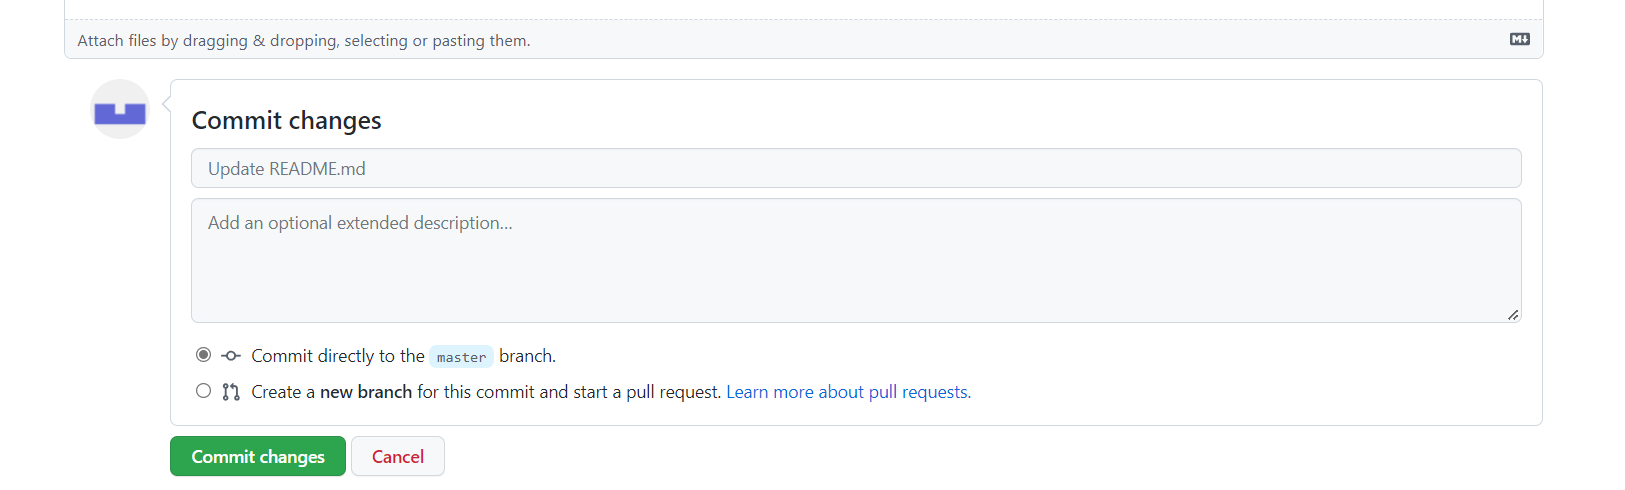 Attach files by dragging & dropping, selecting or pasting them.
M↓
Commit changes
Update README.md
Add an optional extended description...
Commit directly to the master branch.
Create a new branch for this commit and start a pull request. Learn more about pull requests.
Commit changes
Cancel